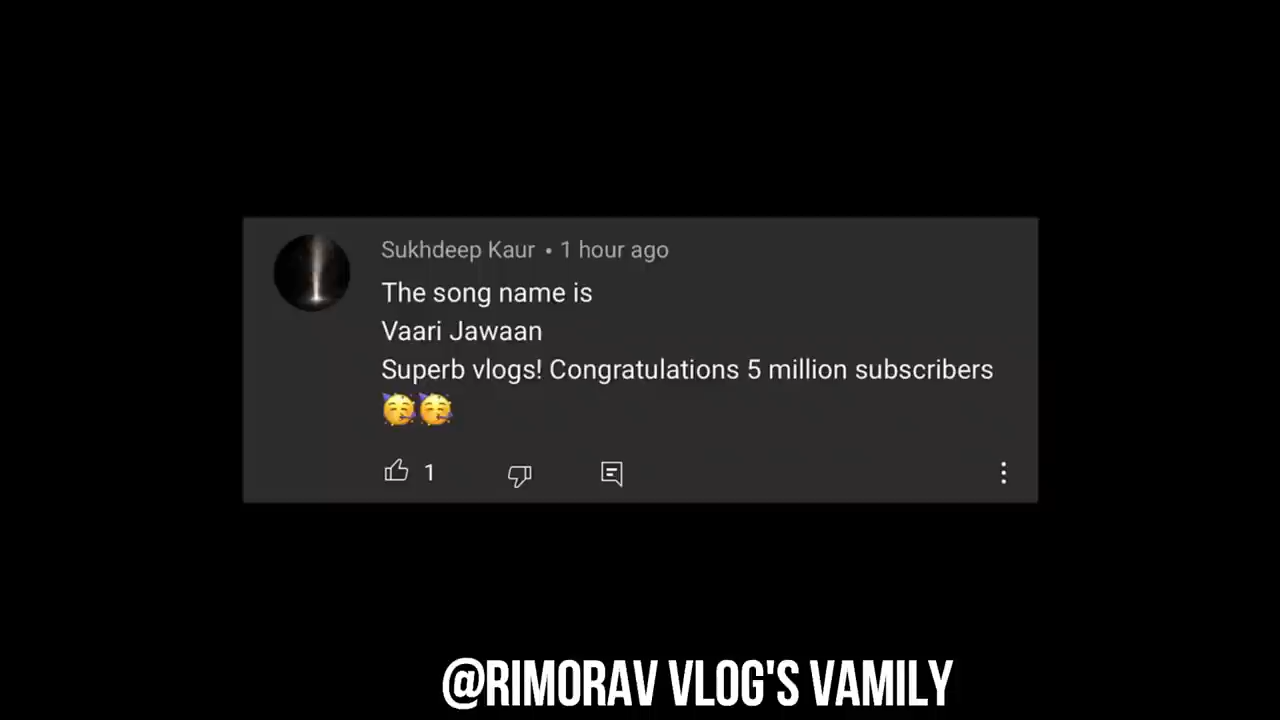 Sukhdeep Kaur • 1 hour ago
The song name is
Vaari Jawaan
Superb vlogs! Congratulations 5 million subscribers
🥳🥳
1
@RIMORAV VLOG'S VAMILY